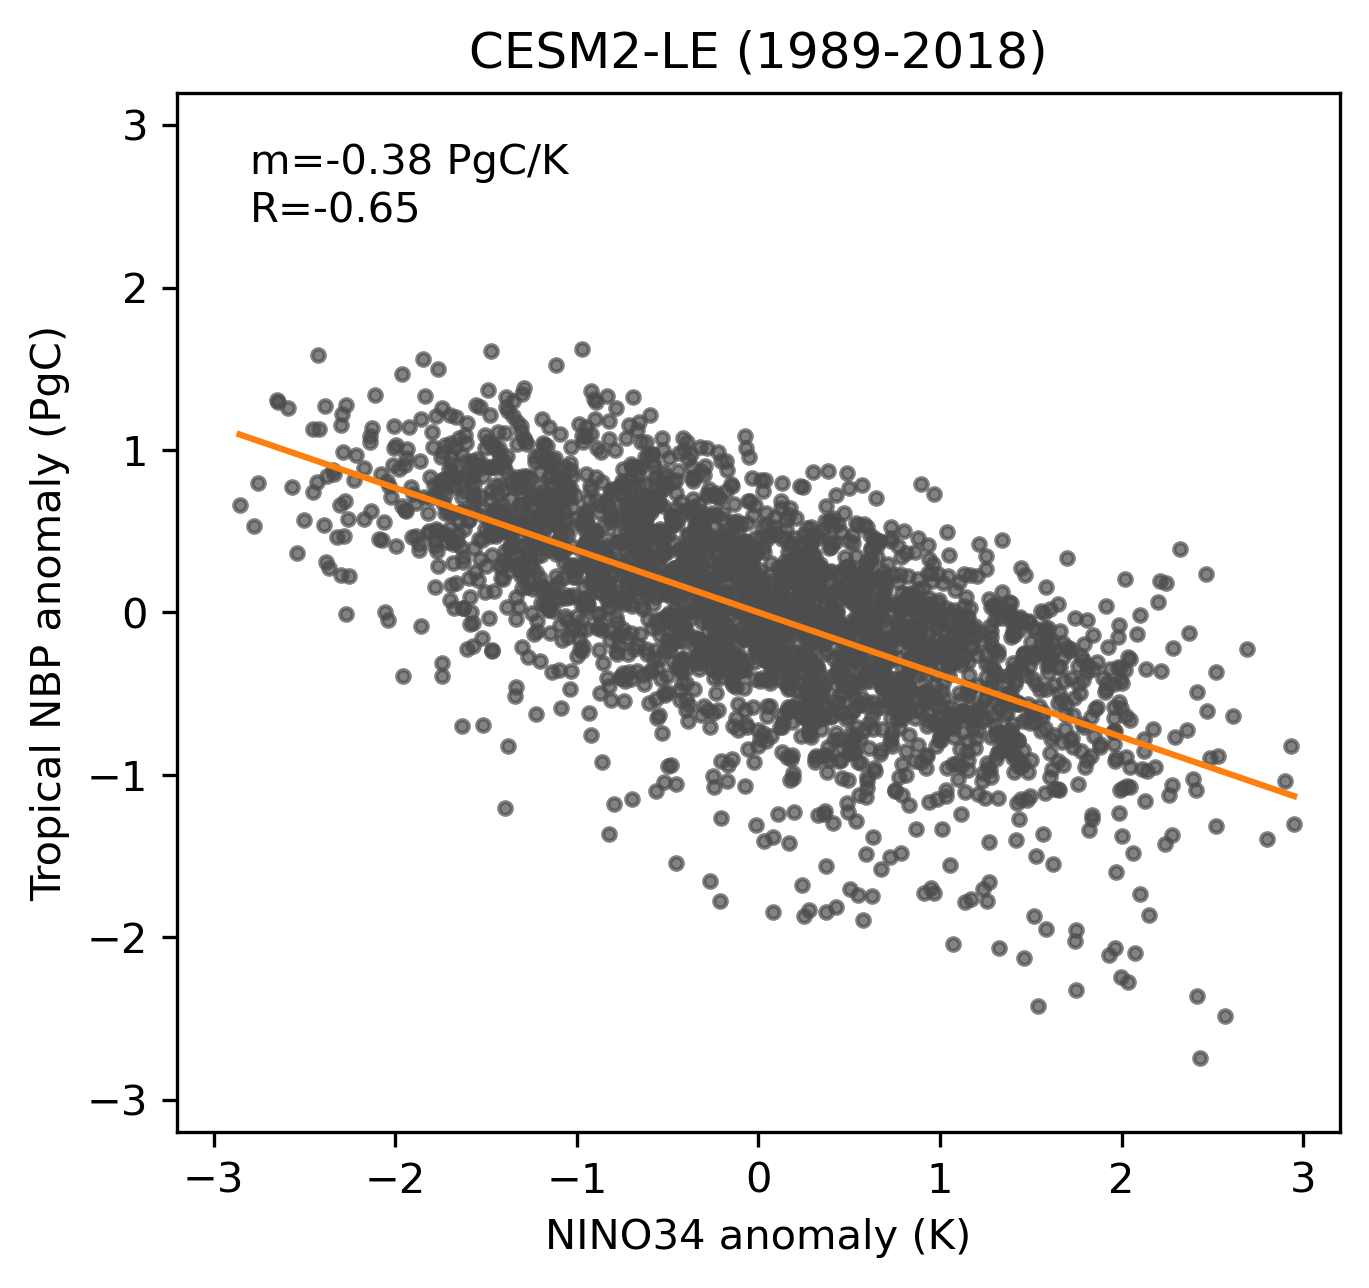 CESM2-LE (1989-2018)
m=-0.38 PgC/K
R=-0.65
3
2
1
0
−1
−2
−3
Tropical NBP anomaly (PgC)
−3
−2
−1
0
1
2
3
NINO34 anomaly (K)